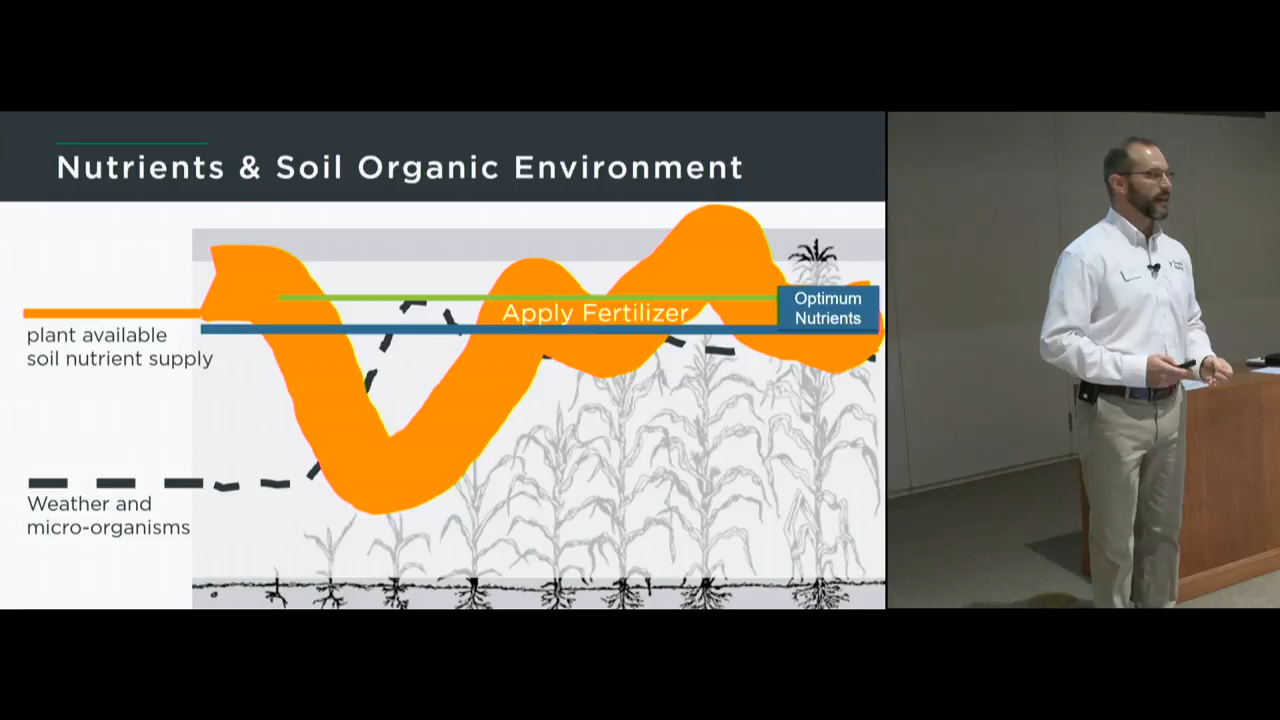 Nutrients & Soil Organic Environment
Optimum
Nutrients
Apply Fertilizer
plant available
soil nutrient supply
Weather and
micro-organisms